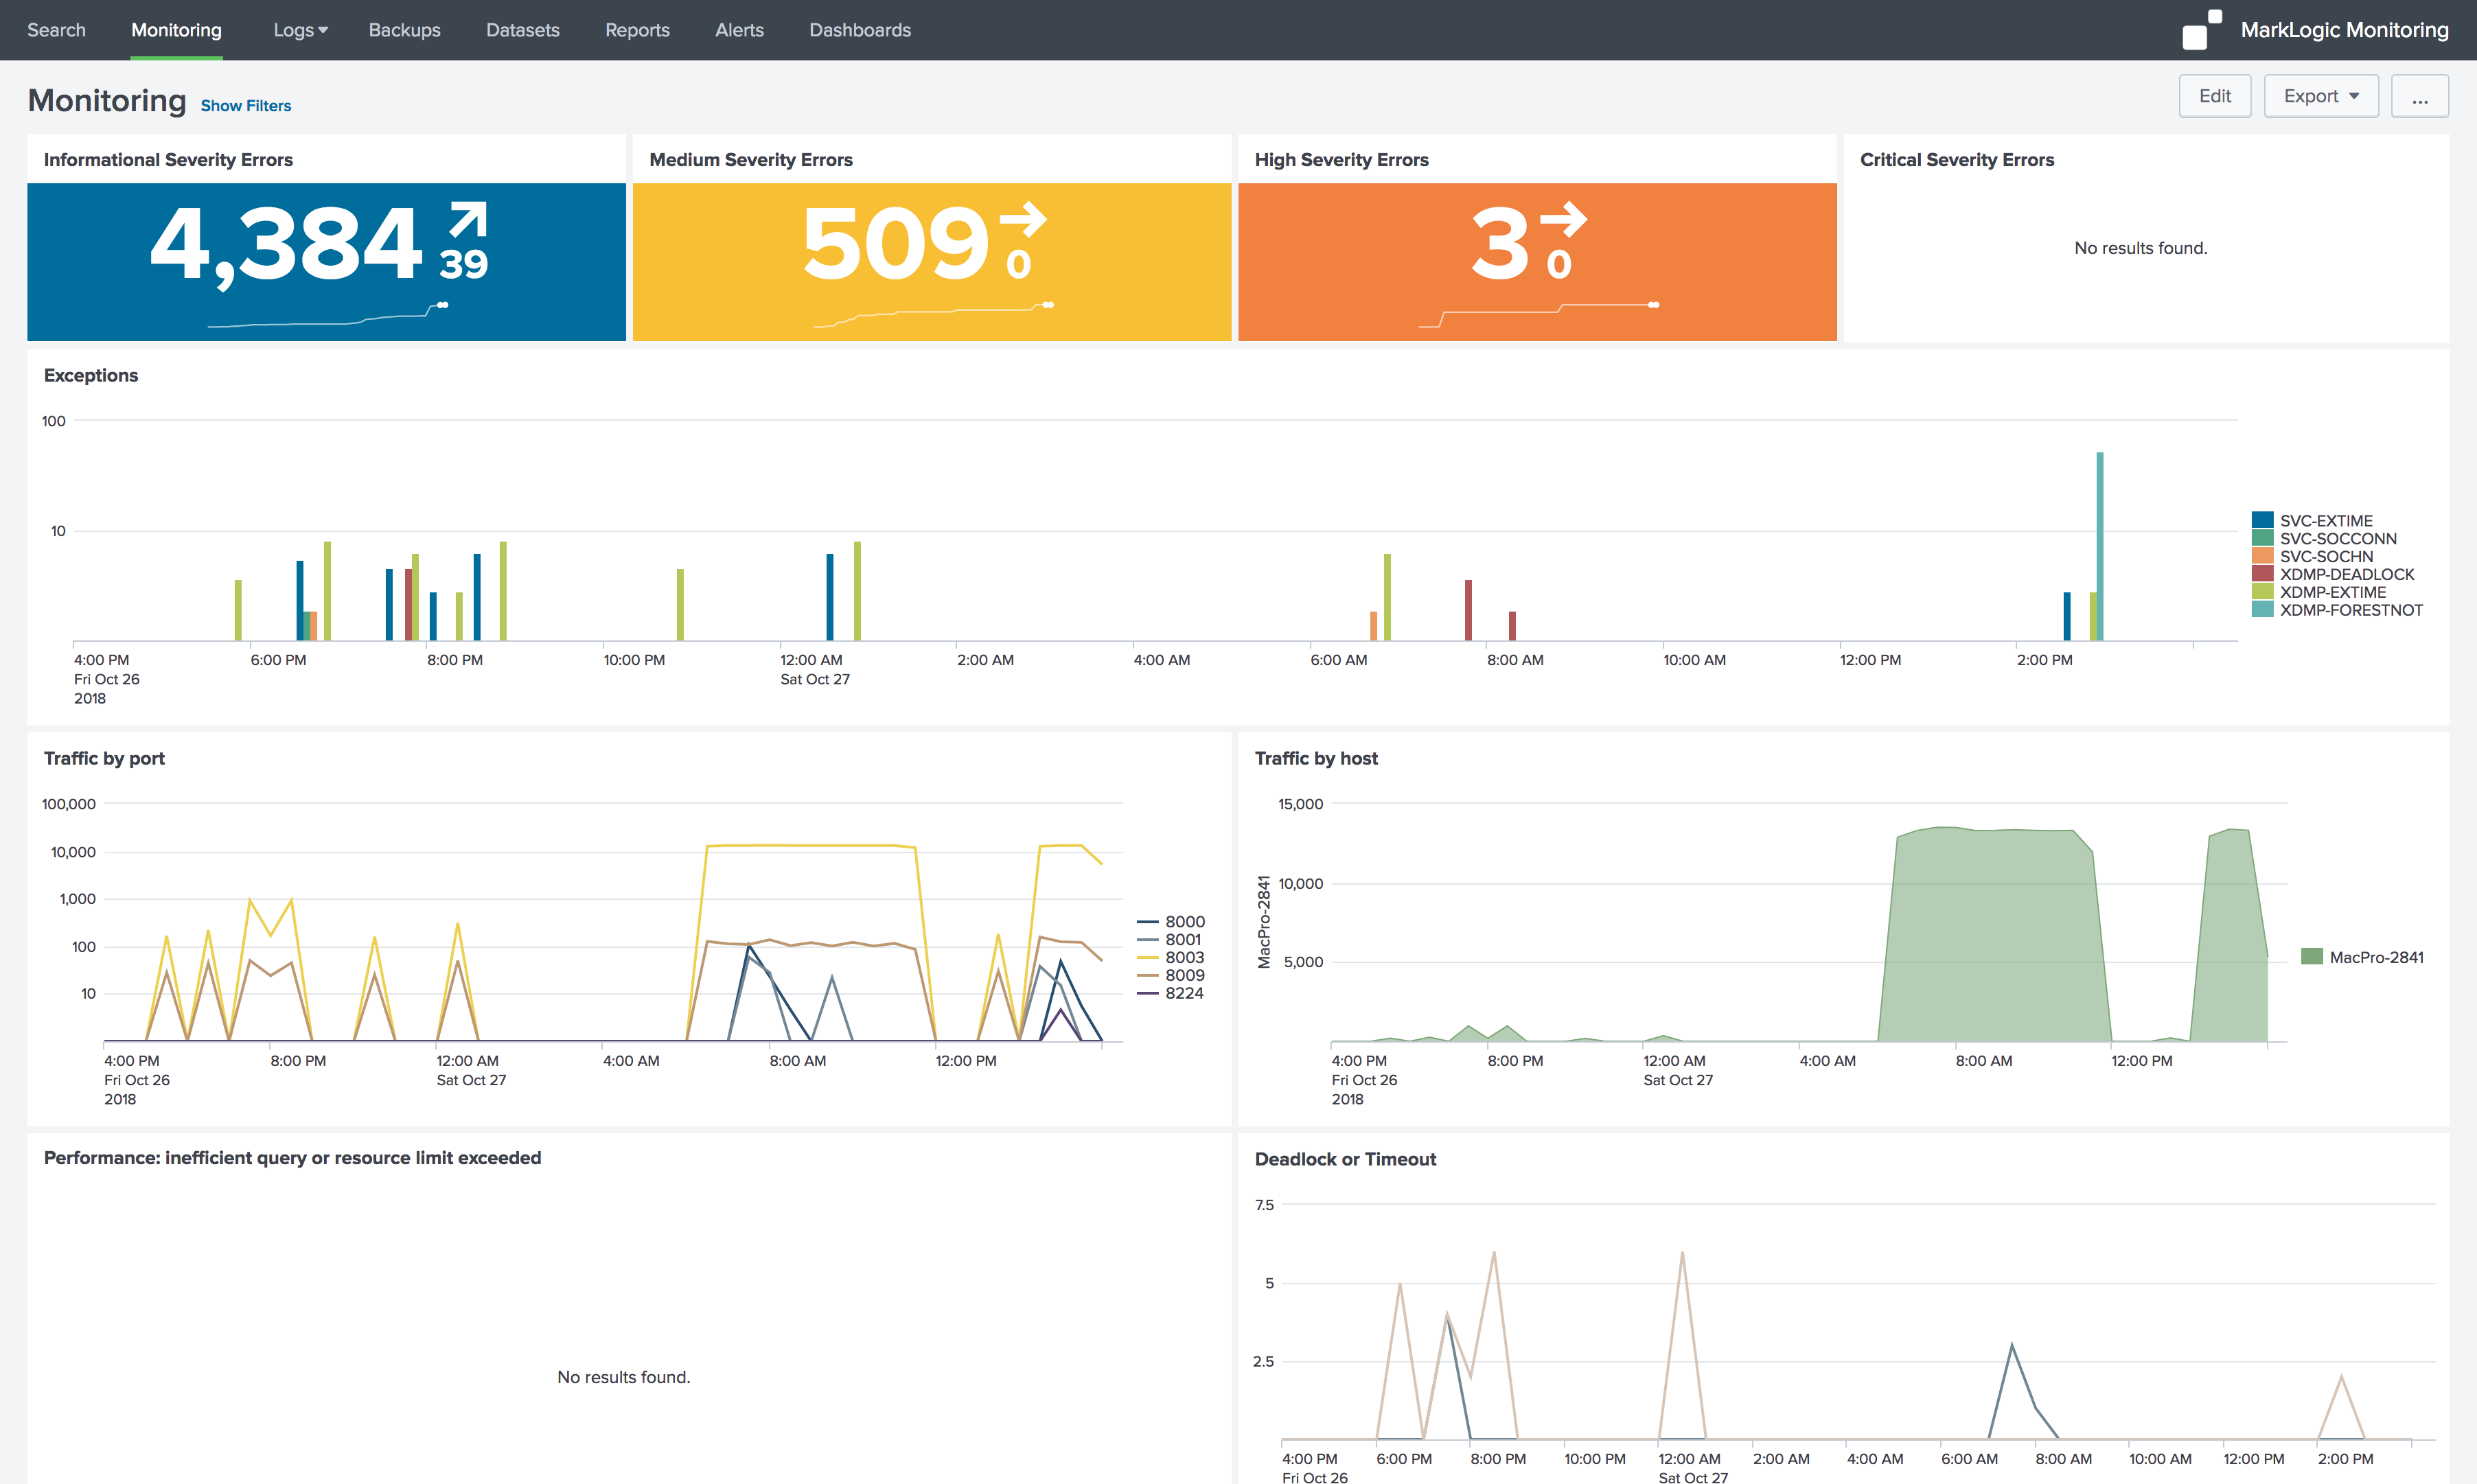 Search Monitoring Logs Backups Datasets Reports Alerts Dashboards MarkLogic Monitoring
Monitoring Show Filters Edit Export ...
Informational Severity Errors
4,384 39
Medium Severity Errors
509 0
High Severity Errors
3 0
Critical Severity Errors
No results found.
Exceptions
100
10
SVC-EXTIME
SVC-SOCCONN
SVC-SOCHN
XDMP-DEADLOCK
XDMP-EXTIME
XDMP-FORESTNOT
4:00 PM 6:00 PM 8:00 PM 10:00 PM 12:00 AM 2:00 AM 4:00 AM 6:00 AM 8:00 AM 10:00 AM 12:00 PM 2:00 PM
Fri Oct 26 Sat Oct 27
2018
Traffic by port
100,000
10,000
1,000
100
10
8000
8001
8003
8009
8224
4:00 PM 8:00 PM 12:00 AM 4:00 AM 8:00 AM 12:00 PM
Fri Oct 26 Sat Oct 27
2018
Traffic by host
15,000
10,000
5,000
MacPro-2841
MacPro-2841
4:00 PM 8:00 PM 12:00 AM 4:00 AM 8:00 AM 12:00 PM
Fri Oct 26 Sat Oct 27
2018
Performance: inefficient query or resource limit exceeded
No results found.
Deadlock or Timeout
7.5
5
2.5
4:00 PM 6:00 PM 8:00 PM 10:00 PM 12:00 AM 2:00 AM 4:00 AM 6:00 AM 8:00 AM 10:00 AM 12:00 PM 2:00 PM
Fri Oct 26 Sat Oct 27